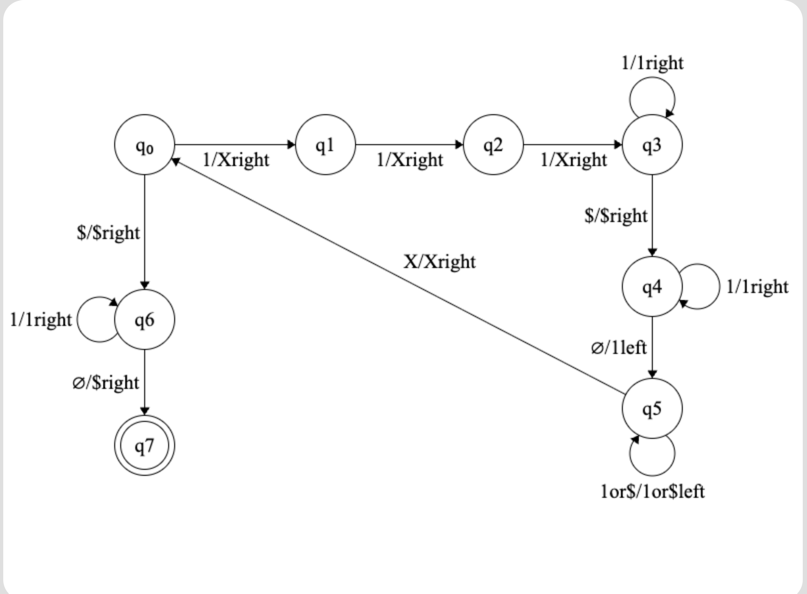 1/1right
q₀
q1
q2
q3
1/Xright
1/Xright
1/Xright
$/$right
$/$right
X/Xright
q4
1/1right
1/1right
q6
∅/1left
∅/$right
q5
q7
1or$/1or$left